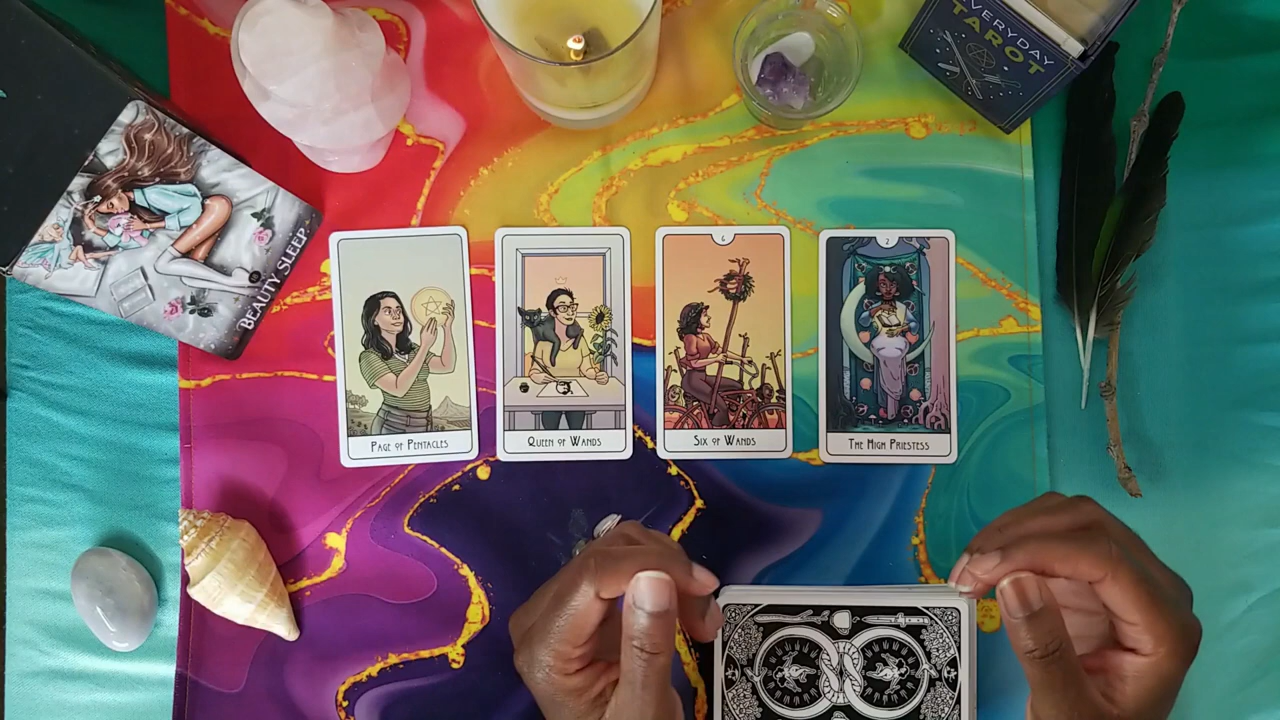 EVERYDAY
TAROT
BEAUTY SLEEP
PAGE OF PENTACLES
QUEEN OF WANDS
6
SIX OF WANDS
2
THE HIGH PRIESTESS